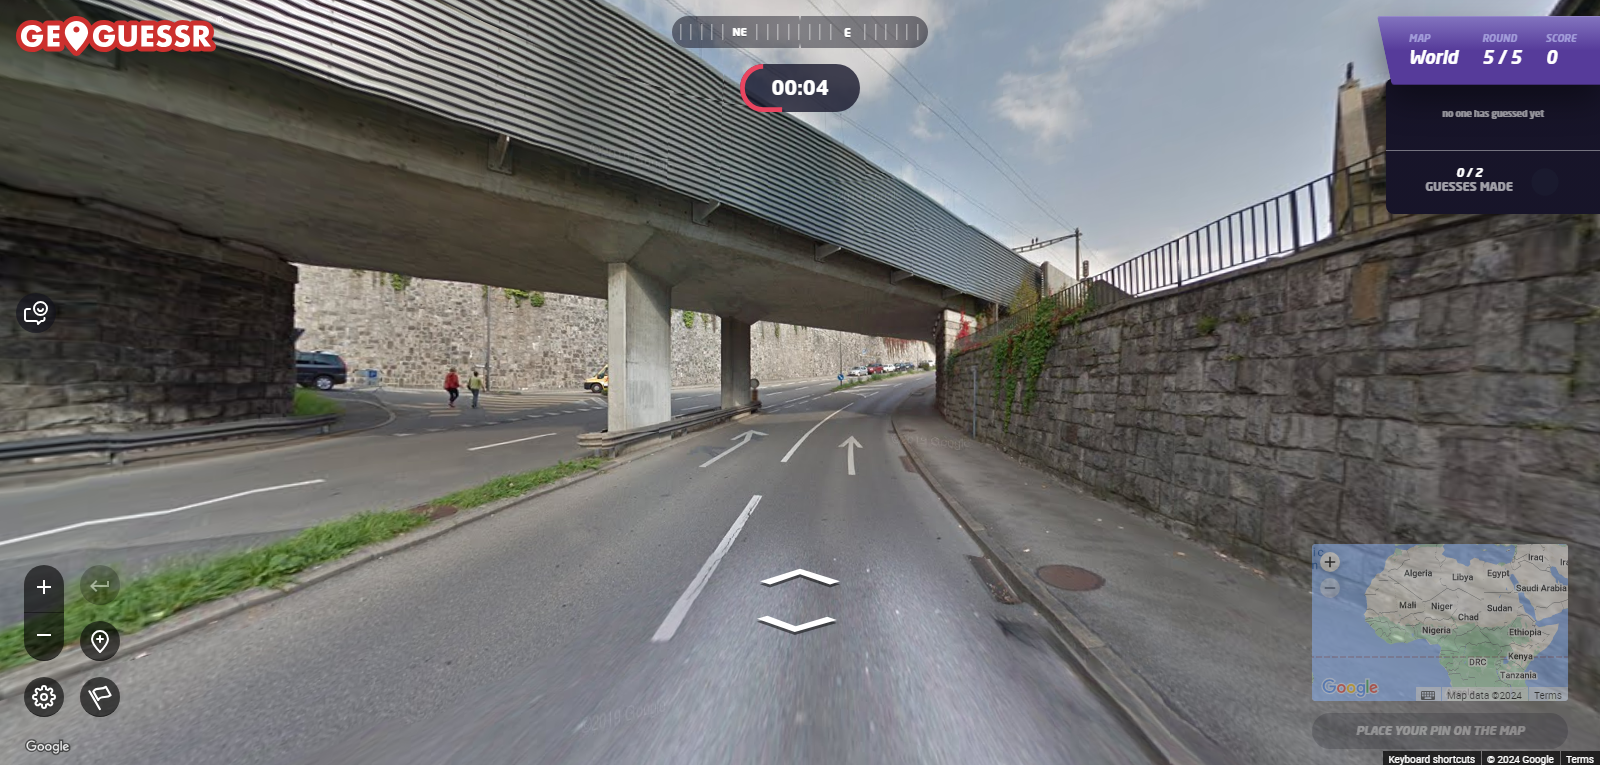 GEOGUESSR
NE
E
00:04
MAP
World
ROUND
5 / 5
SCORE
0
no one has guessed yet
0 / 2
GUESSES MADE
Iraq
Algeria
Libya
Egypt
Saudi Arabia
Mali
Niger
Chad
Sudan
Nigeria
Ethiopia
DRC
Kenya
Tanzania
Google
Map data ©2024
Terms
PLACE YOUR PIN ON THE MAP
Google
Keyboard shortcuts
© 2024 Google
Terms